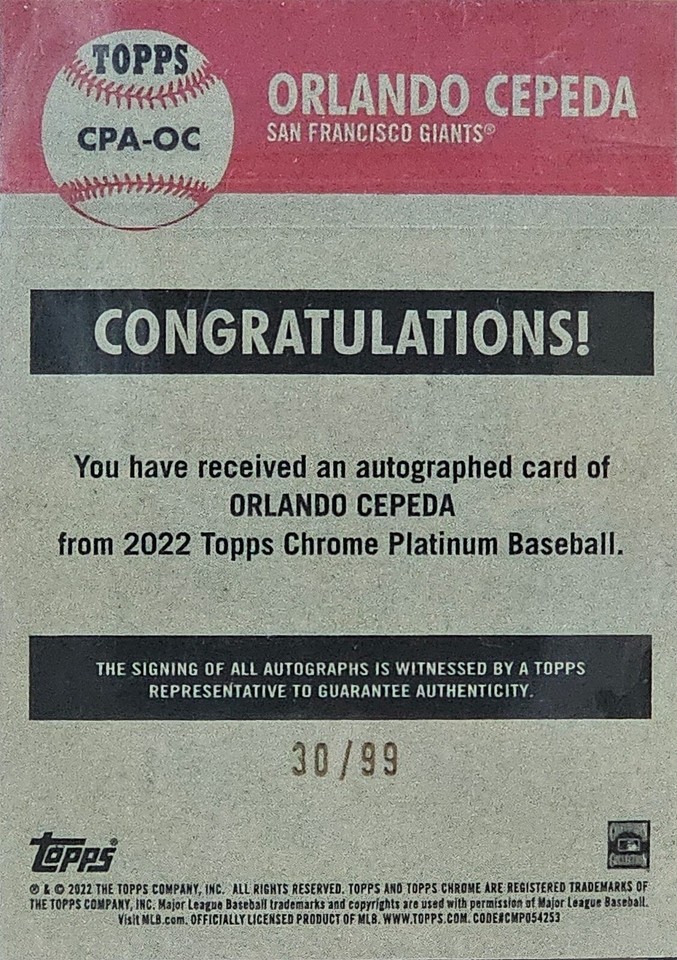 TOPPS
CPA-OC
ORLANDO CEPEDA
SAN FRANCISCO GIANTS®
CONGRATULATIONS!
You have received an autographed card of
ORLANDO CEPEDA
from 2022 Topps Chrome Platinum Baseball.
THE SIGNING OF ALL AUTOGRAPHS IS WITNESSED BY A TOPPS
REPRESENTATIVE TO GUARANTEE AUTHENTICITY.
30/99
Topps®
COOPERSTOWN
COLLECTION
℗ & © 2022 THE TOPPS COMPANY, INC. ALL RIGHTS RESERVED. TOPPS AND TOPPS CHROME ARE REGISTERED TRADEMARKS OF
THE TOPPS COMPANY, INC. Major League Baseball trademarks and copyrights are used with permission of Major League Baseball.
Visit MLB.com. OFFICIALLY LICENSED PRODUCT OF MLB. WWW.TOPPS.COM. CODE#CMP054253